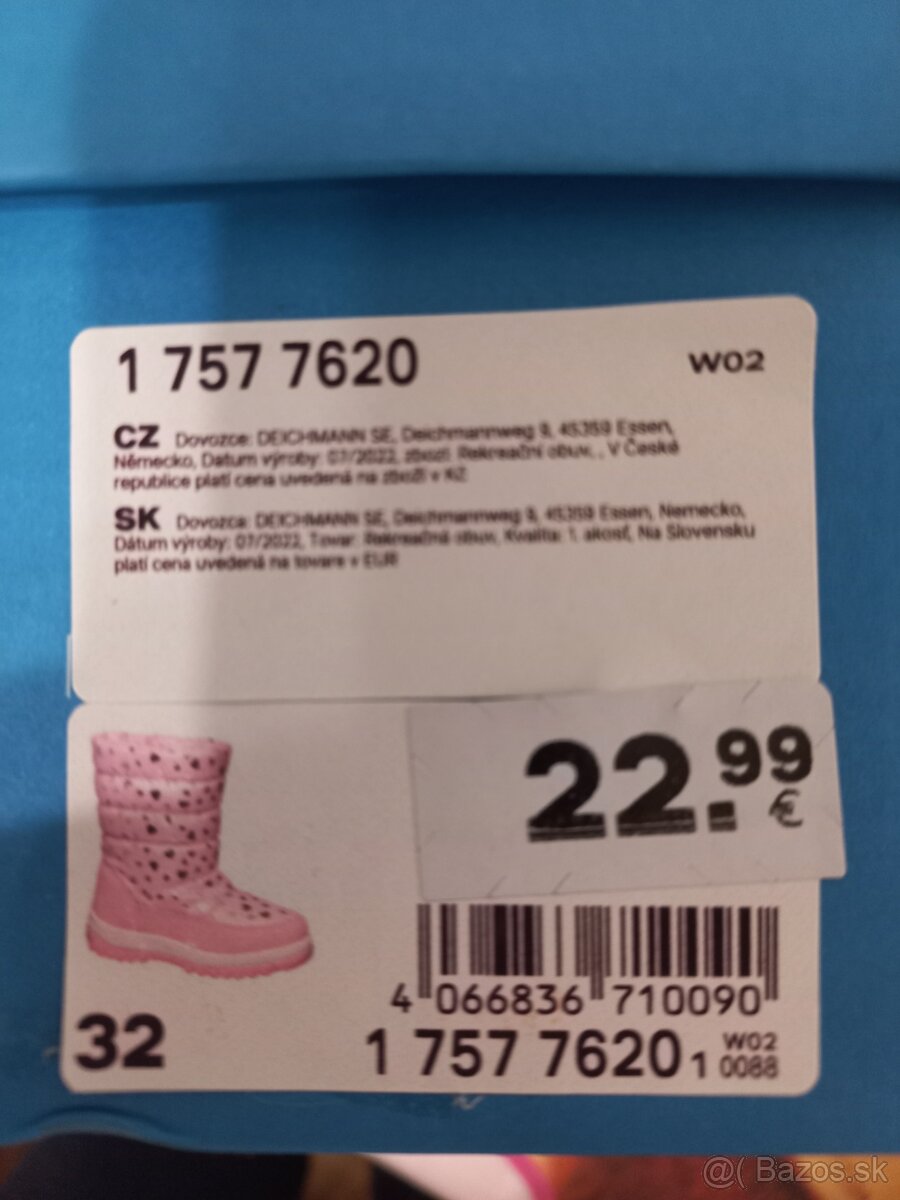 1 757 7620 W02
CZ Dovozce: DEICHMANN SE, Deichmannweg 9, 45359 Essen,
Německo, Datum výroby: 07/2022, zboží: Rekreační obuv, , V České
republice platí cena uvedená na zboží v Kč
SK Dovozca: DEICHMANN SE, Deichmannweg 9, 45359 Essen, Nemecko,
Dátum výroby: 07/2022, Tovar: Rekreačná obuv, Kvalita: 1. akosť, Na Slovensku
platí cena uvedená na tovare v EUR
22.99 €
4 066836 710090
32 1 757 7620 1 W02 0088
@( Bazos.sk